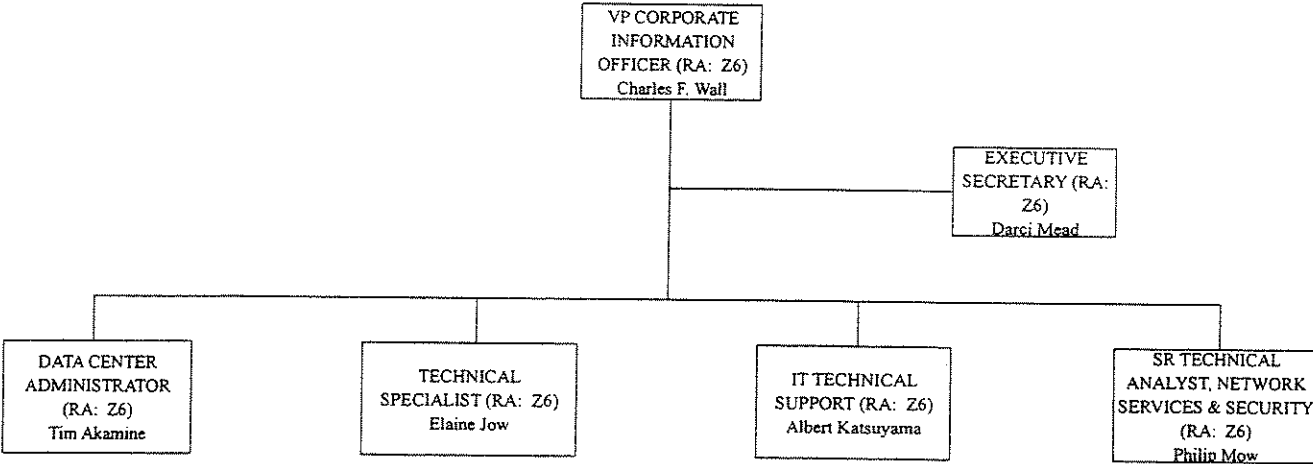 VP CORPORATE
INFORMATION
OFFICER (RA: Z6)
Charles F. Wall
EXECUTIVE
SECRETARY (RA:
Z6)
Darci Mead
DATA CENTER
ADMINISTRATOR
(RA: Z6)
Tim Akamine
TECHNICAL
SPECIALIST (RA: Z6)
Elaine Jow
IT TECHNICAL
SUPPORT (RA: Z6)
Albert Katsuyama
SR TECHNICAL
ANALYST, NETWORK
SERVICES & SECURITY
(RA: Z6)
Philip Mow